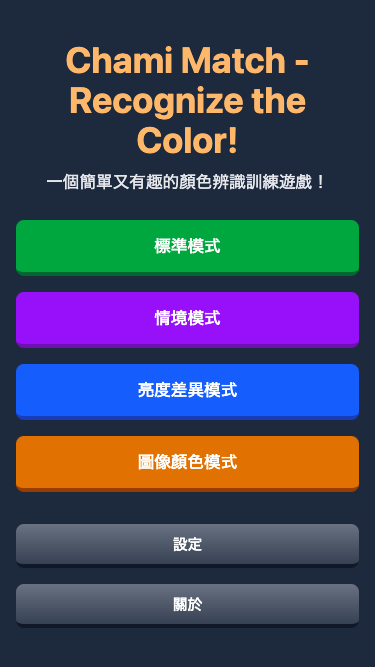 Chami Match -
Recognize the
Color!
一個簡單又有趣的顏色辨識訓練遊戲！
標準模式
情境模式
亮度差異模式
圖像顏色模式
設定
關於